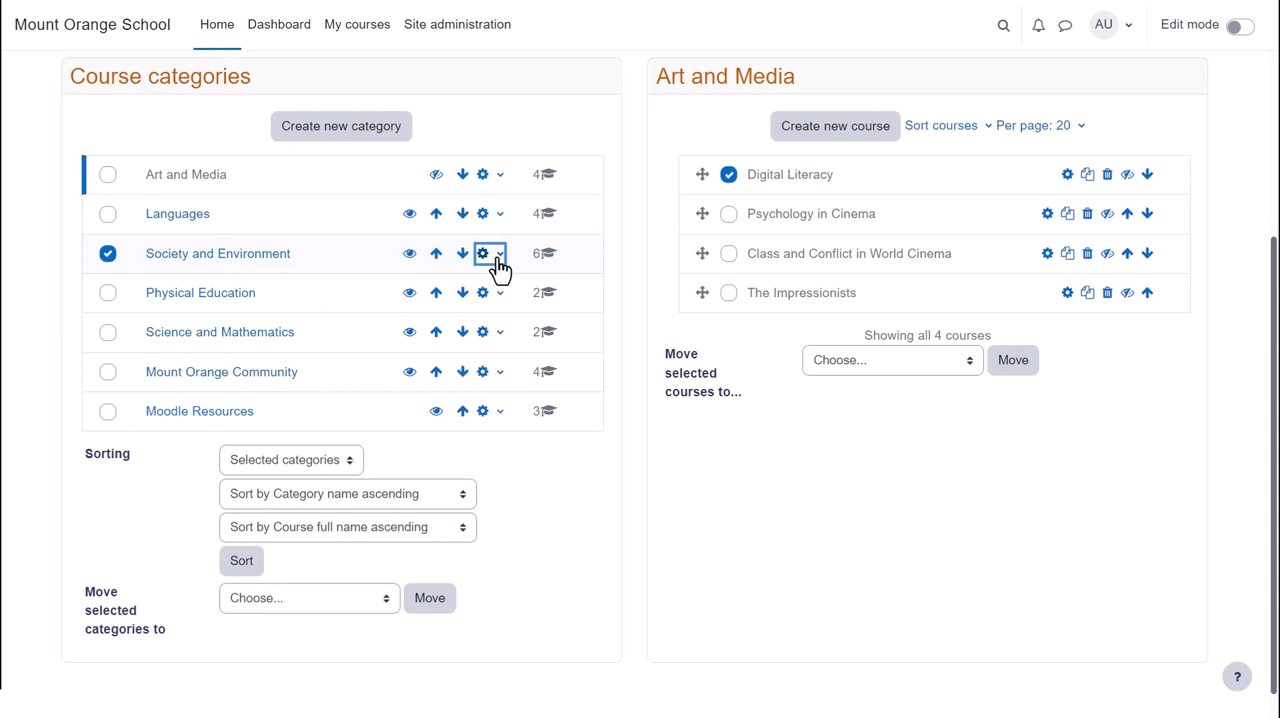 Mount Orange School Home Dashboard My courses Site administration AU Edit mode
Course categories
Create new category
Art and Media 4
Languages 4
Society and Environment 6
Physical Education 2
Science and Mathematics 2
Mount Orange Community 4
Moodle Resources 3
Sorting Selected categories
Sort by Category name ascending
Sort by Course full name ascending
Sort
Move
selected
categories to
Choose... Move
Art and Media
Create new course Sort courses Per page: 20
Digital Literacy
Psychology in Cinema
Class and Conflict in World Cinema
The Impressionists
Showing all 4 courses
Move
selected
courses to...
Choose... Move
?